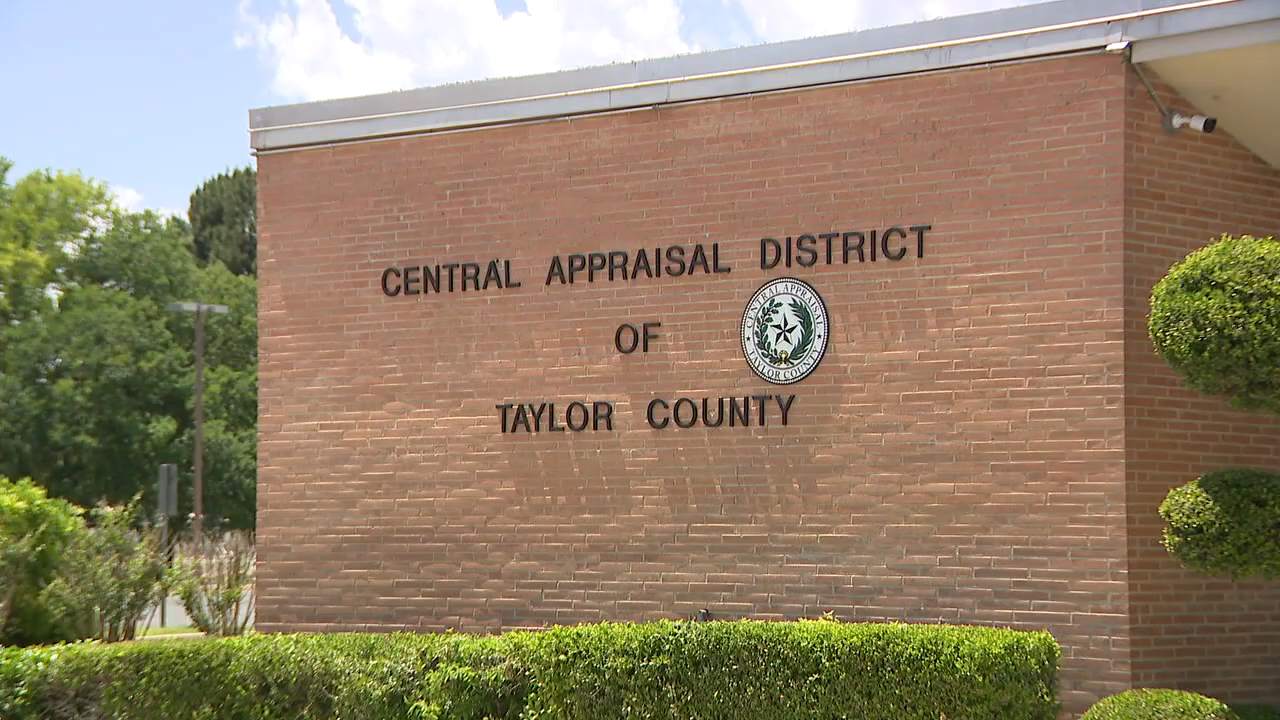 CENTRAL APPRAISAL DISTRICT
OF
TAYLOR COUNTY
CENTRAL APPRAISAL
TAYLOR COUNTY